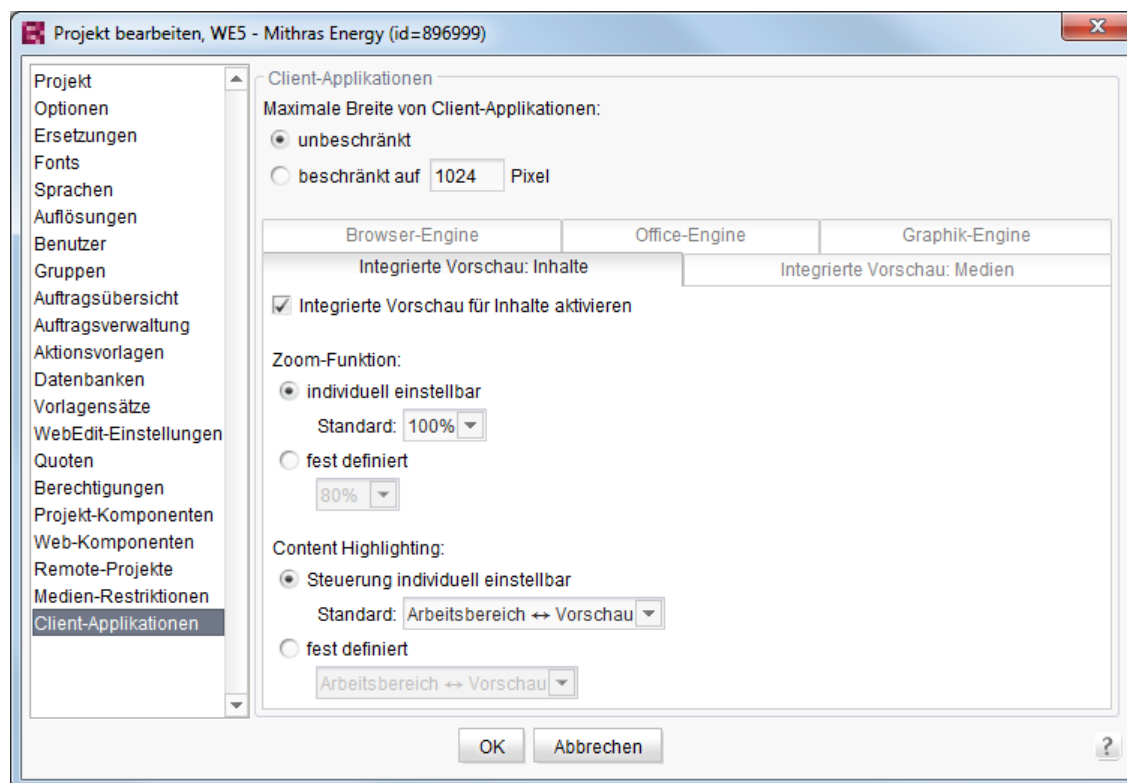 Projekt bearbeiten, WE5 - Mithras Energy (id=896999)
Projekt
Optionen
Ersetzungen
Fonts
Sprachen
Auflösungen
Benutzer
Gruppen
Auftragsübersicht
Auftragsverwaltung
Aktionsvorlagen
Datenbanken
Vorlagensätze
WebEdit-Einstellungen
Quoten
Berechtigungen
Projekt-Komponenten
Web-Komponenten
Remote-Projekte
Medien-Restriktionen
Client-Applikationen
Client-Applikationen
Maximale Breite von Client-Applikationen:
unbeschränkt
beschränkt auf 1024 Pixel
Browser-Engine Office-Engine Graphik-Engine
Integrierte Vorschau: Inhalte Integrierte Vorschau: Medien
Integrierte Vorschau für Inhalte aktivieren
Zoom-Funktion:
individuell einstellbar
Standard: 100%
fest definiert
80%
Content Highlighting:
Steuerung individuell einstellbar
Standard: Arbeitsbereich ↔ Vorschau
fest definiert
Arbeitsbereich ↔ Vorschau
OK Abbrechen ?